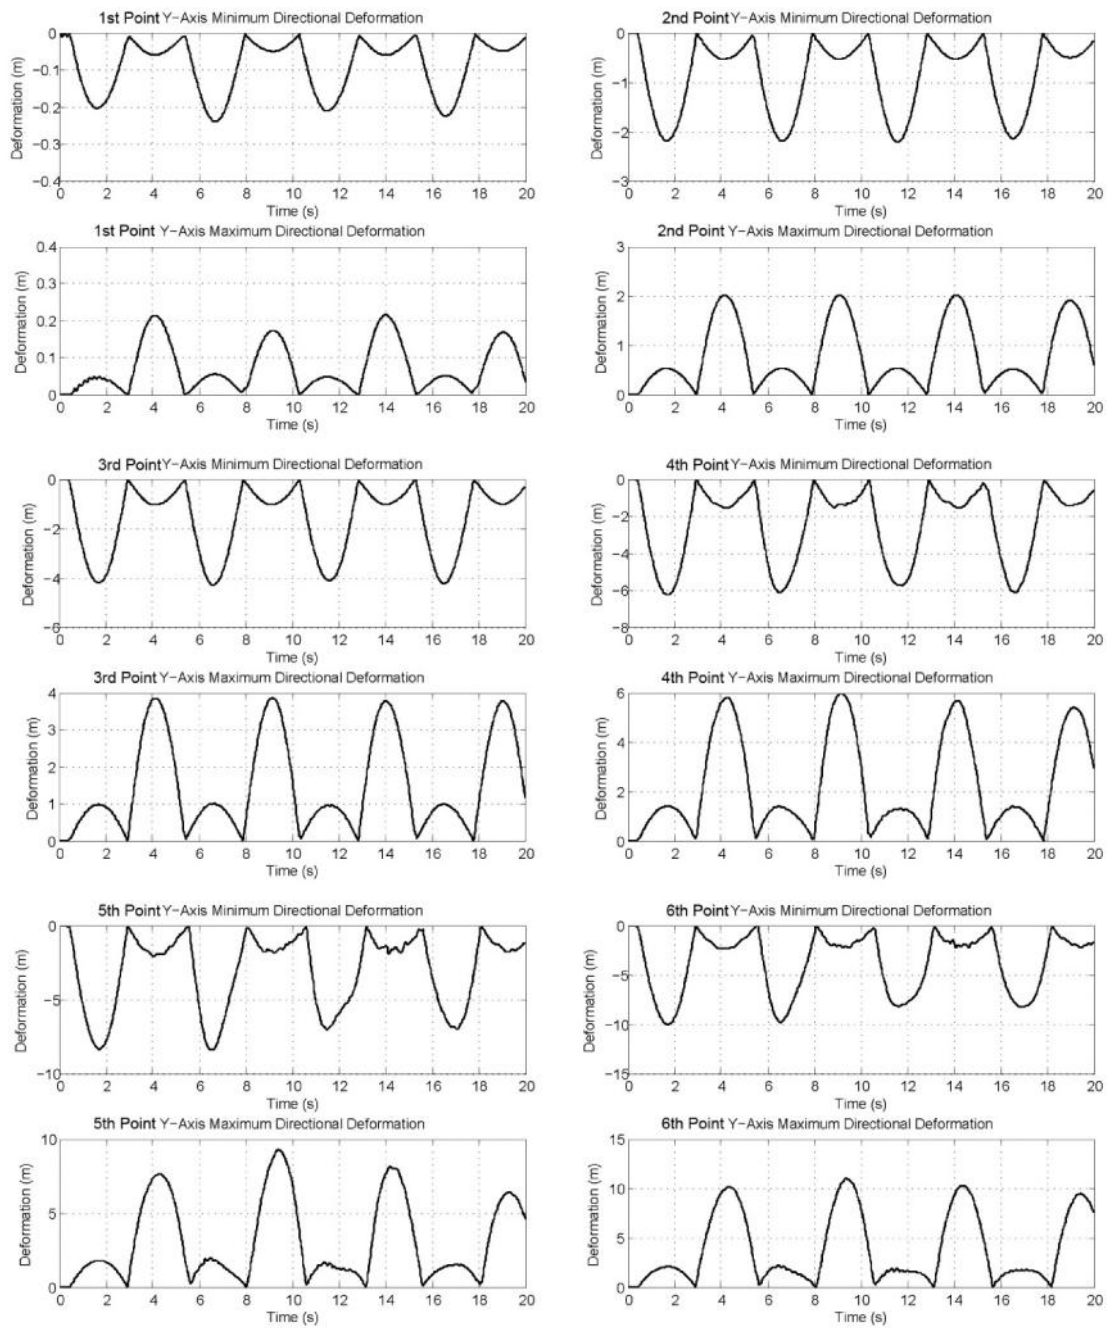 1st Point Y-Axis Minimum Directional Deformation
0
-0.1
-0.2
-0.3
-0.4
Deformation (m)
0 2 4 6 8 10 12 14 16 18 20
Time (s)
2nd Point Y-Axis Minimum Directional Deformation
0
-1
-2
-3
Deformation (m)
0 2 4 6 8 10 12 14 16 18 20
Time (s)
1st Point Y-Axis Maximum Directional Deformation
0.4
0.3
0.2
0.1
0
Deformation (m)
0 2 4 6 8 10 12 14 16 18 20
Time (s)
2nd Point Y-Axis Maximum Directional Deformation
3
2
1
0
Deformation (m)
0 2 4 6 8 10 12 14 16 18 20
Time (s)
3rd Point Y-Axis Minimum Directional Deformation
0
-2
-4
-6
Deformation (m)
0 2 4 6 8 10 12 14 16 18 20
Time (s)
4th Point Y-Axis Minimum Directional Deformation
0
-2
-4
-6
-8
Deformation (m)
0 2 4 6 8 10 12 14 16 18 20
Time (s)
3rd Point Y-Axis Maximum Directional Deformation
4
3
2
1
0
Deformation (m)
0 2 4 6 8 10 12 14 16 18 20
Time (s)
4th Point Y-Axis Maximum Directional Deformation
6
4
2
0
Deformation (m)
0 2 4 6 8 10 12 14 16 18 20
Time (s)
5th Point Y-Axis Minimum Directional Deformation
0
-5
-10
Deformation (m)
0 2 4 6 8 10 12 14 16 18 20
Time (s)
6th Point Y-Axis Minimum Directional Deformation
0
-5
-10
-15
Deformation (m)
0 2 4 6 8 10 12 14 16 18 20
Time (s)
5th Point Y-Axis Maximum Directional Deformation
10
5
0
Deformation (m)
0 2 4 6 8 10 12 14 16 18 20
Time (s)
6th Point Y-Axis Maximum Directional Deformation
15
10
5
0
Deformation (m)
0 2 4 6 8 10 12 14 16 18 20
Time (s)